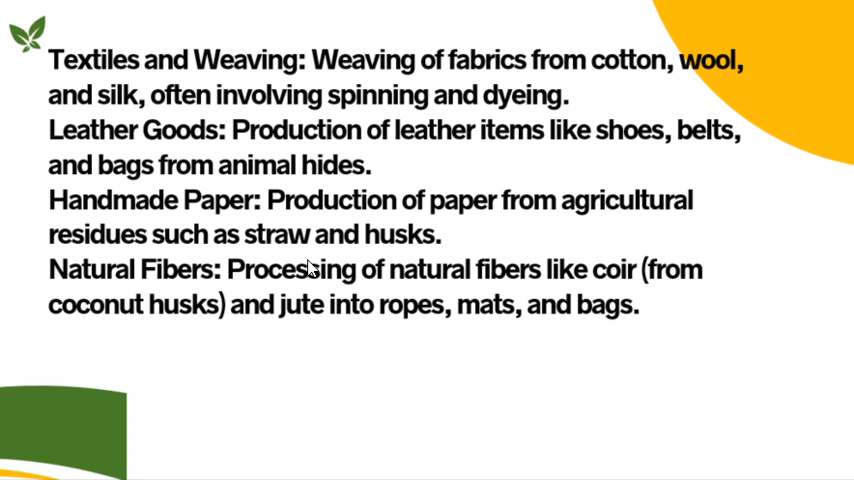 Textiles and Weaving: Weaving of fabrics from cotton, wool,
and silk, often involving spinning and dyeing.
Leather Goods: Production of leather items like shoes, belts,
and bags from animal hides.
Handmade Paper: Production of paper from agricultural
residues such as straw and husks.
Natural Fibers: Processing of natural fibers like coir (from
coconut husks) and jute into ropes, mats, and bags.